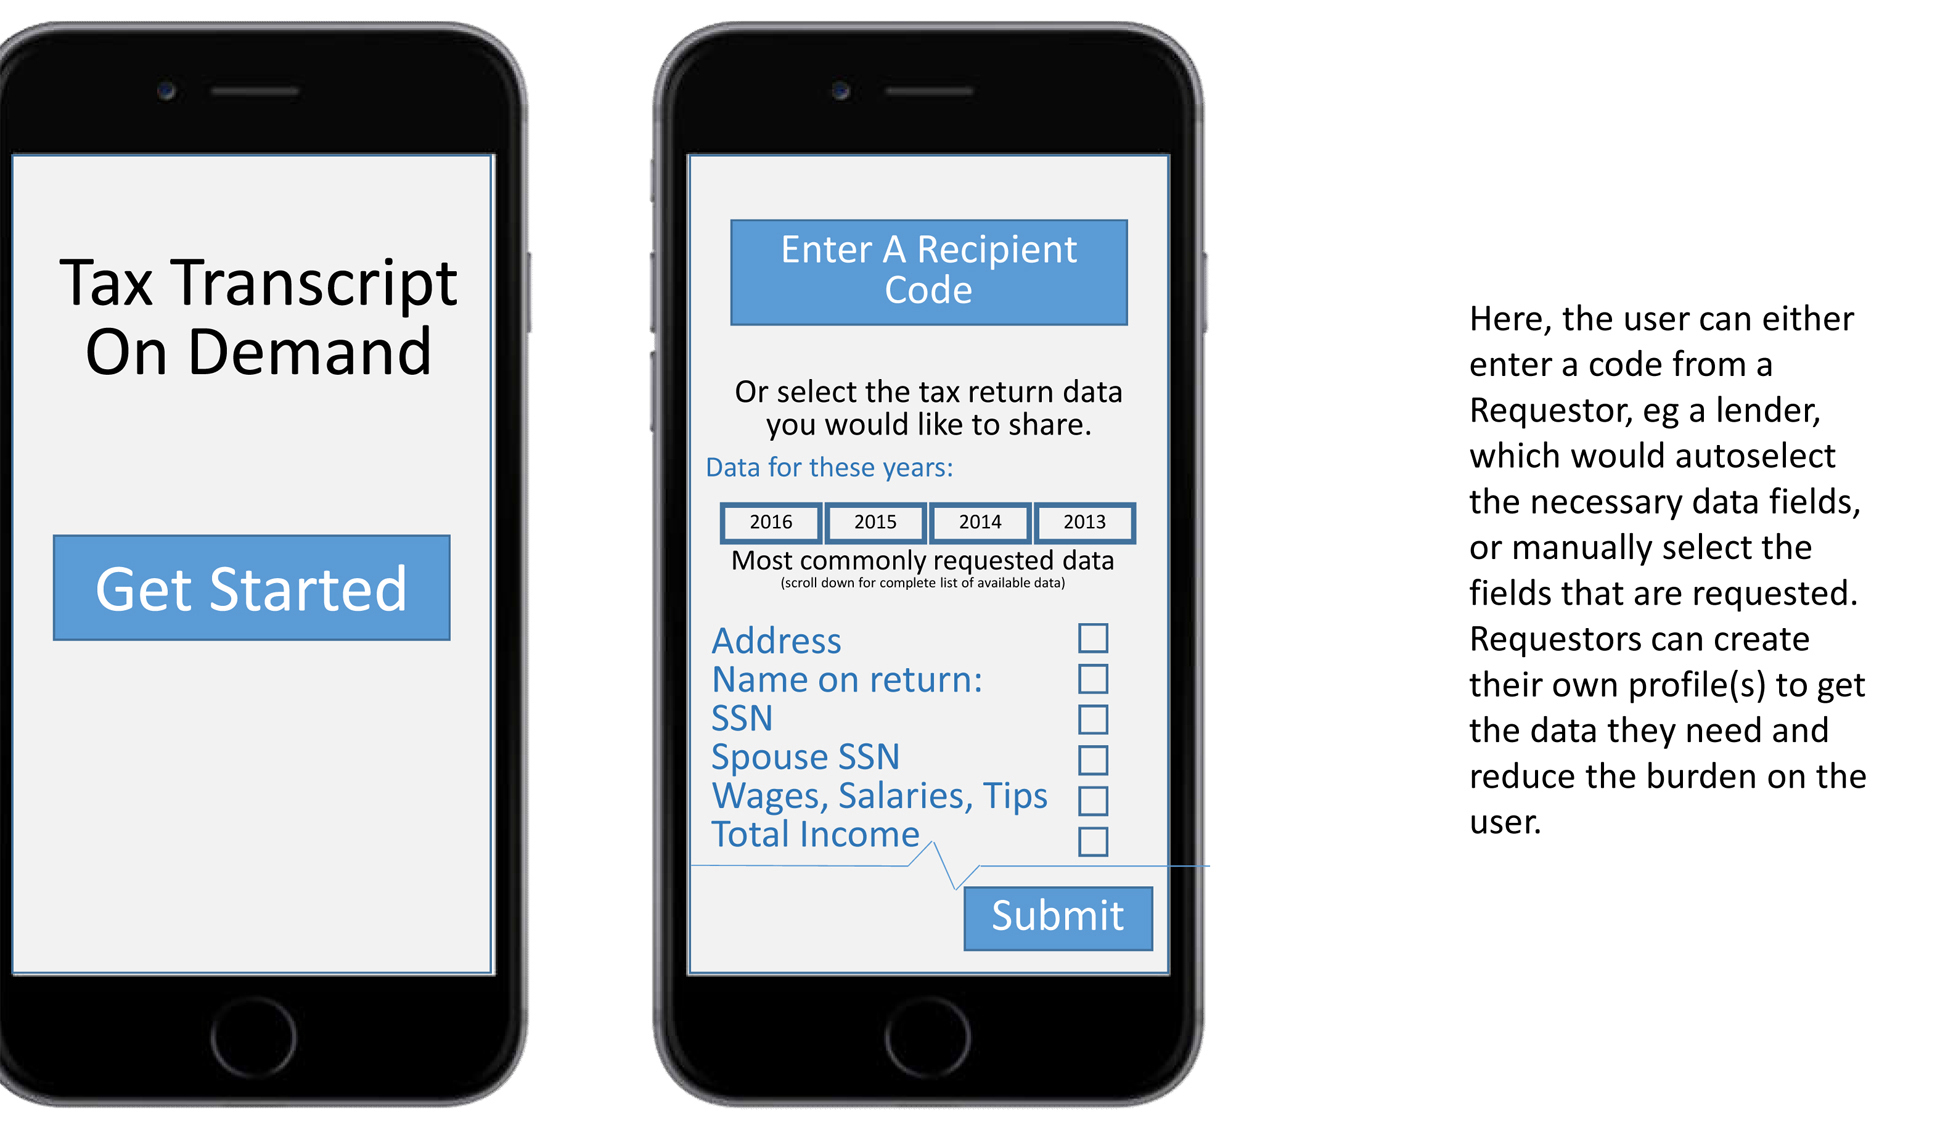 Tax Transcript
On Demand
Get Started
Enter A Recipient
Code
Or select the tax return data
you would like to share.
Data for these years:
2016 2015 2014 2013
Most commonly requested data
(scroll down for complete list of available data)
Address
Name on return:
SSN
Spouse SSN
Wages, Salaries, Tips
Total Income
Submit
Here, the user can either
enter a code from a
Requestor, eg a lender,
which would autoselect
the necessary data fields,
or manually select the
fields that are requested.
Requestors can create
their own profile(s) to get
the data they need and
reduce the burden on the
user.